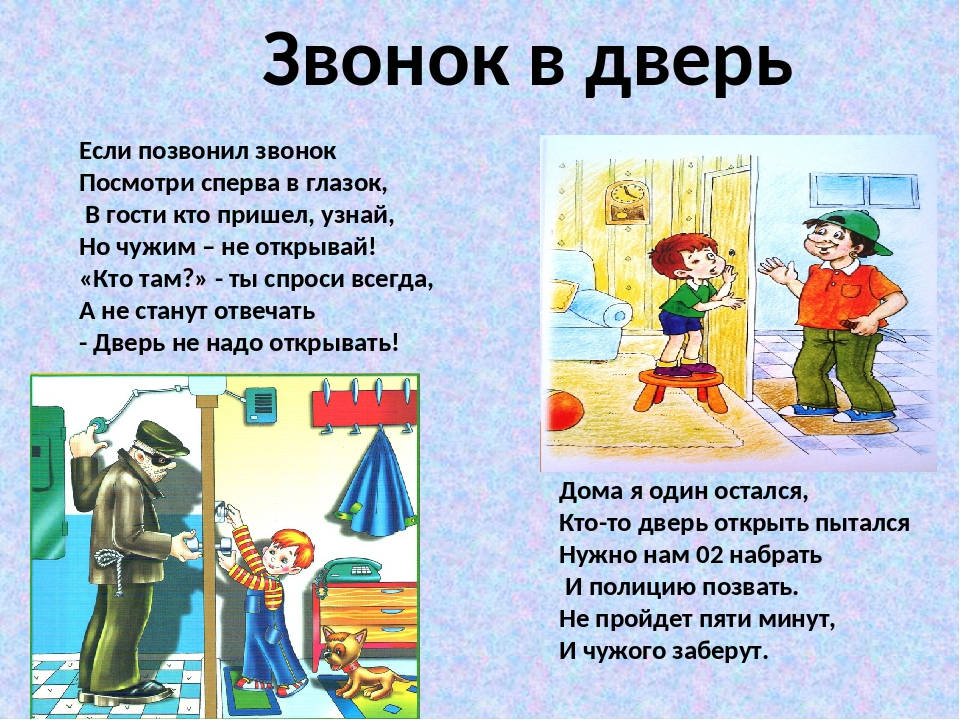 Звонок в дверь
Если позвонил звонок
Посмотри сперва в глазок,
В гости кто пришел, узнай,
Но чужим – не открывай!
«Кто там?» - ты спроси всегда,
А не станут отвечать
- Дверь не надо открывать!
Дома я один остался,
Кто-то дверь открыть пытался
Нужно нам 02 набрать
И полицию позвать.
Не пройдет пяти минут,
И чужого заберут.